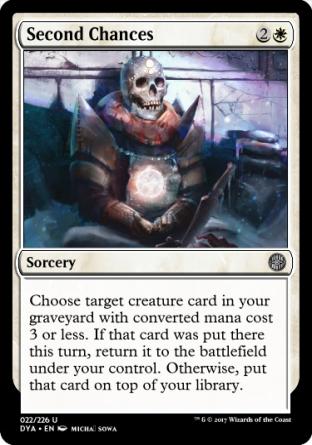 Second Chances 2
Sorcery
Choose target creature card in your
graveyard with converted mana cost
3 or less. If that card was put there
this turn, return it to the battlefield
under your control. Otherwise, put
that card on top of your library.
022/226 U
DYA • EN MICHA SOWA
™ & © 2017 Wizards of the Coast